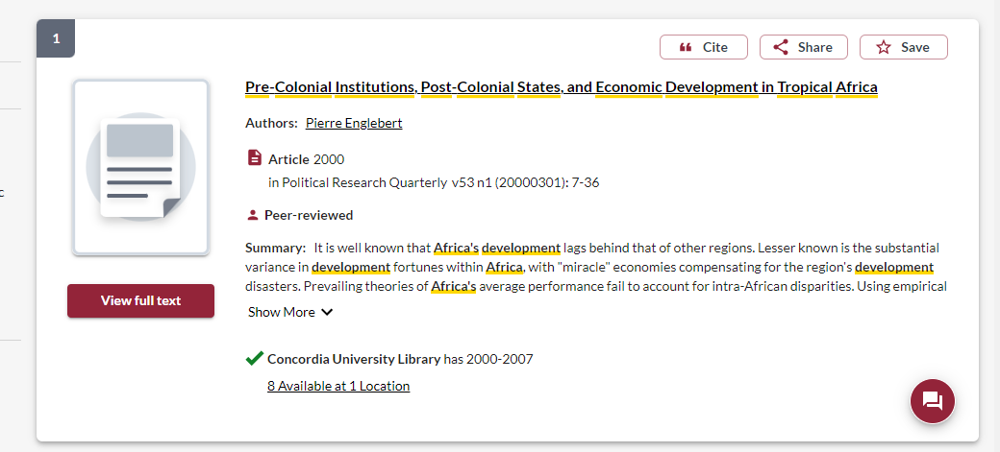 1
Cite
Share
Save
Pre-Colonial Institutions, Post-Colonial States, and Economic Development in Tropical Africa
Authors: Pierre Englebert
Article 2000
in Political Research Quarterly v53 n1 (20000301): 7-36
Peer-reviewed
Summary: It is well known that Africa's development lags behind that of other regions. Lesser known is the substantial
variance in development fortunes within Africa, with "miracle" economies compensating for the region's development
disasters. Prevailing theories of Africa's average performance fail to account for intra-African disparities. Using empirical
View full text
Show More
Concordia University Library has 2000-2007
8 Available at 1 Location
c